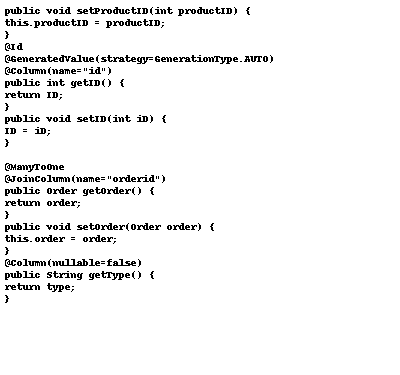 public void setProductID(int productID) {
this.productID = productID;
}
@Id
@GeneratedValue(strategy=GenerationType.AUTO)
@Column(name="id")
public int getID() {
return ID;
}
public void setID(int iD) {
ID = iD;
}
@ManyToOne
@JoinColumn(name="orderid")
public Order getOrder() {
return order;
}
public void setOrder(Order order) {
this.order = order;
}
@Column(nullable=false)
public String getType() {
return type;
}